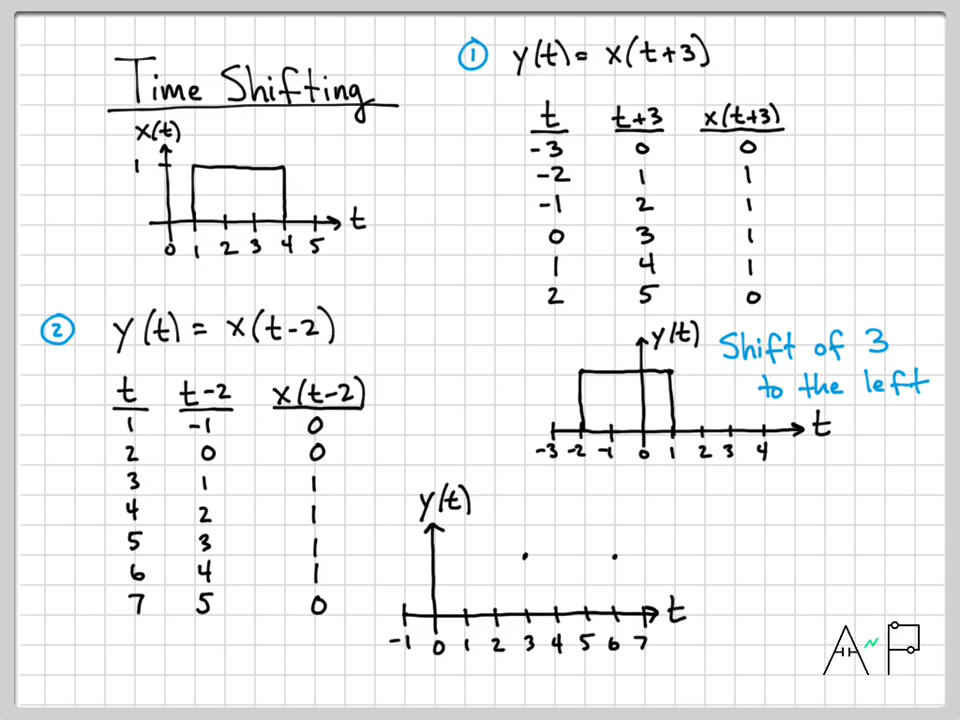 Time Shifting
x(t)
1
t
0 1 2 3 4 5
① y(t) = x(t+3)
t t+3 x(t+3)
-3 0 0
-2 1 1
-1 2 1
0 3 1
1 4 1
2 5 0
y(t)
Shift of 3
to the left
t
-3 -2 -1 0 1 2 3 4
② y(t) = x(t-2)
t t-2 x(t-2)
1 -1 0
2 0 0
3 1 1
4 2 1
5 3 1
6 4 1
7 5 0
y(t)
t
-1 0 1 2 3 4 5 6 7
A~P